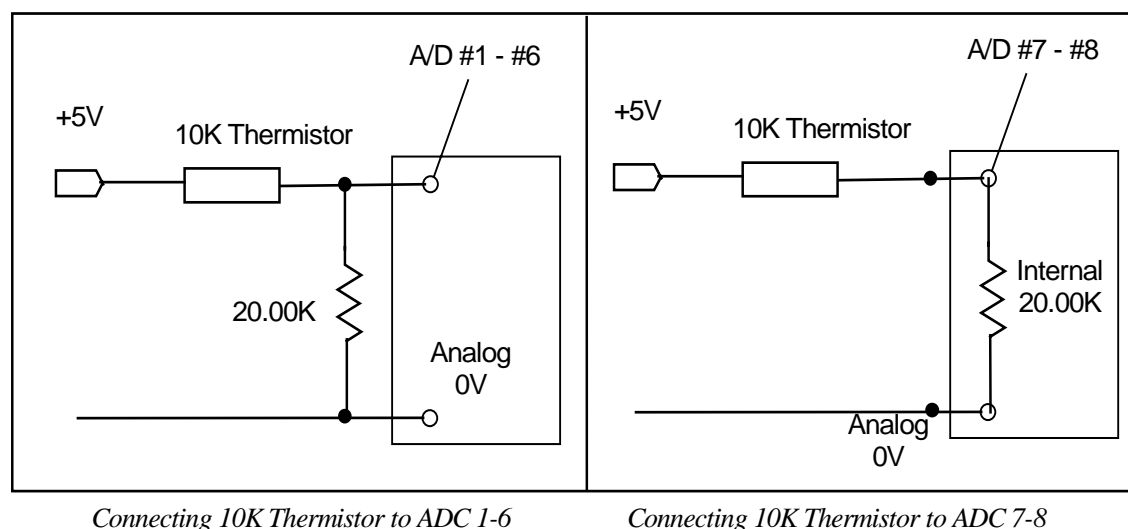 A/D #1 - #6
+5V
10K Thermistor
20.00K
Analog
0V
A/D #7 - #8
+5V
10K Thermistor
Internal
20.00K
Analog
0V
Connecting 10K Thermistor to ADC 1-6
Connecting 10K Thermistor to ADC 7-8